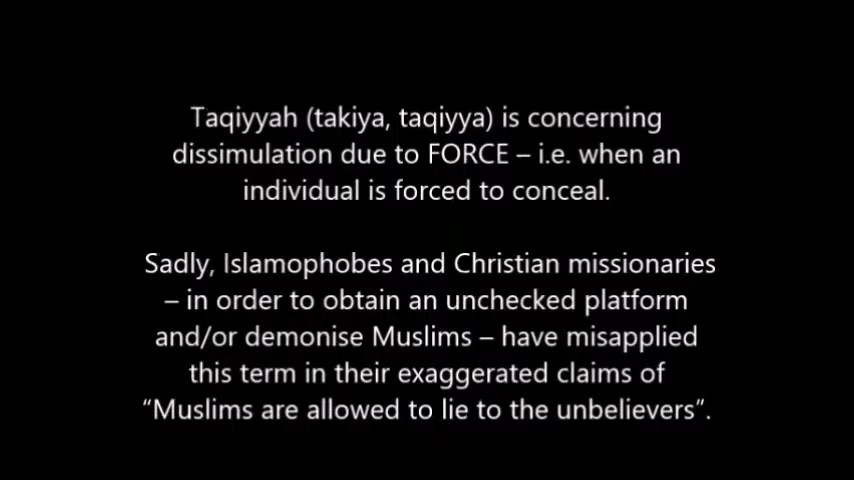 Taqiyyah (takiya, taqiyya) is concerning
dissimulation due to FORCE – i.e. when an
individual is forced to conceal.
Sadly, Islamophobes and Christian missionaries
– in order to obtain an unchecked platform
and/or demonise Muslims – have misapplied
this term in their exaggerated claims of
“Muslims are allowed to lie to the unbelievers”.